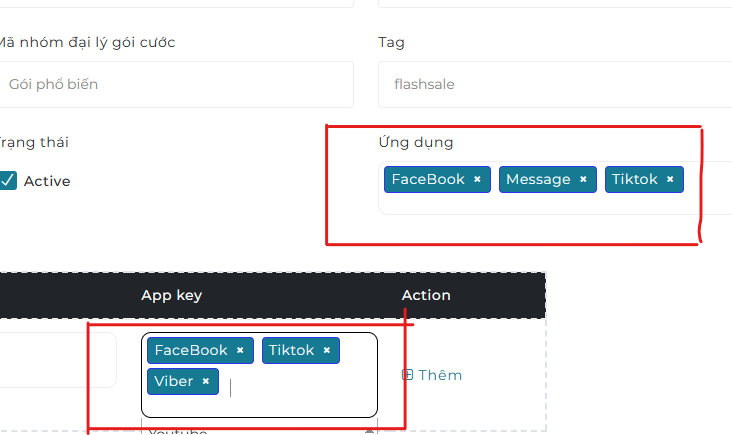 Mã nhóm đại lý gói cước
Tag
Gói phổ biến
flashsale
Trạng thái
Ứng dụng
Active
FaceBook × Message × Tiktok ×
App key
Action
FaceBook × Tiktok ×
Viber ×
Thêm
Youtube